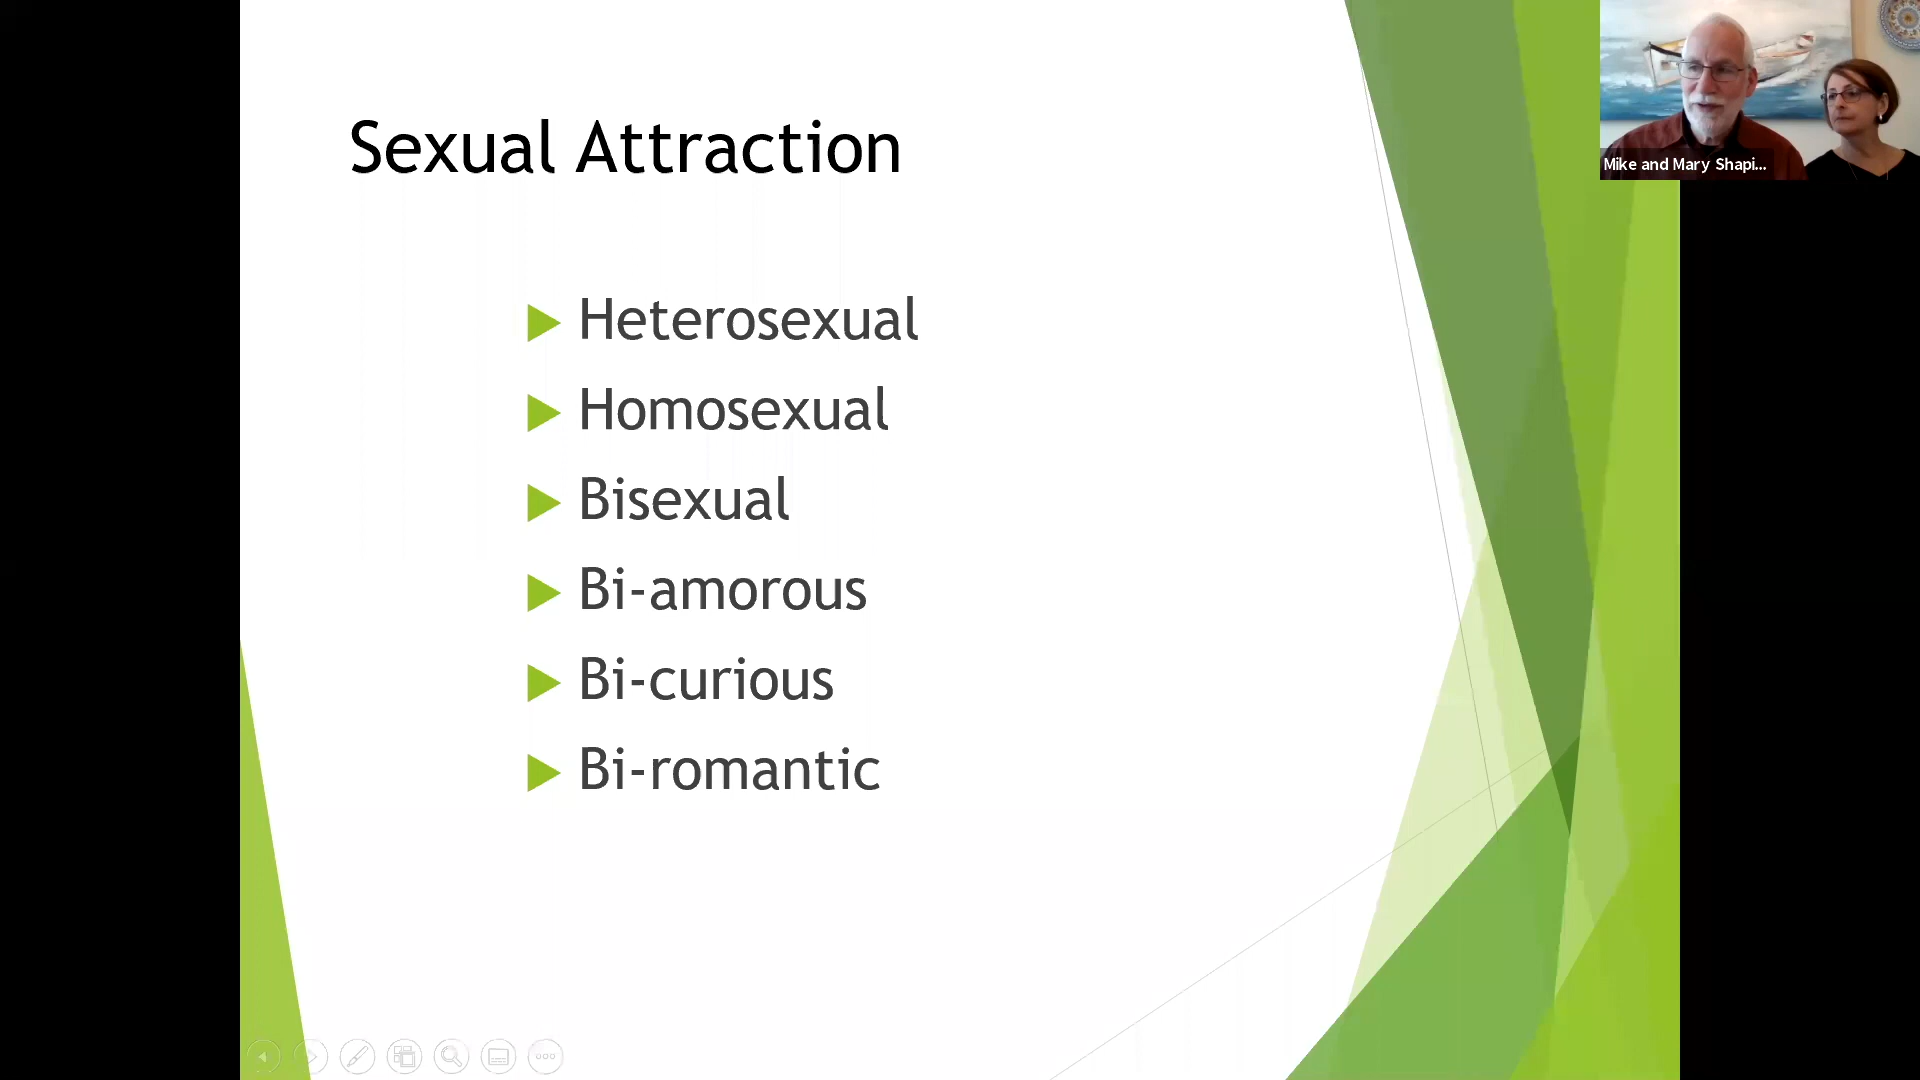 Sexual Attraction
Heterosexual
Homosexual
Bisexual
Bi-amorous
Bi-curious
Bi-romantic
Mike and Mary Shapi...